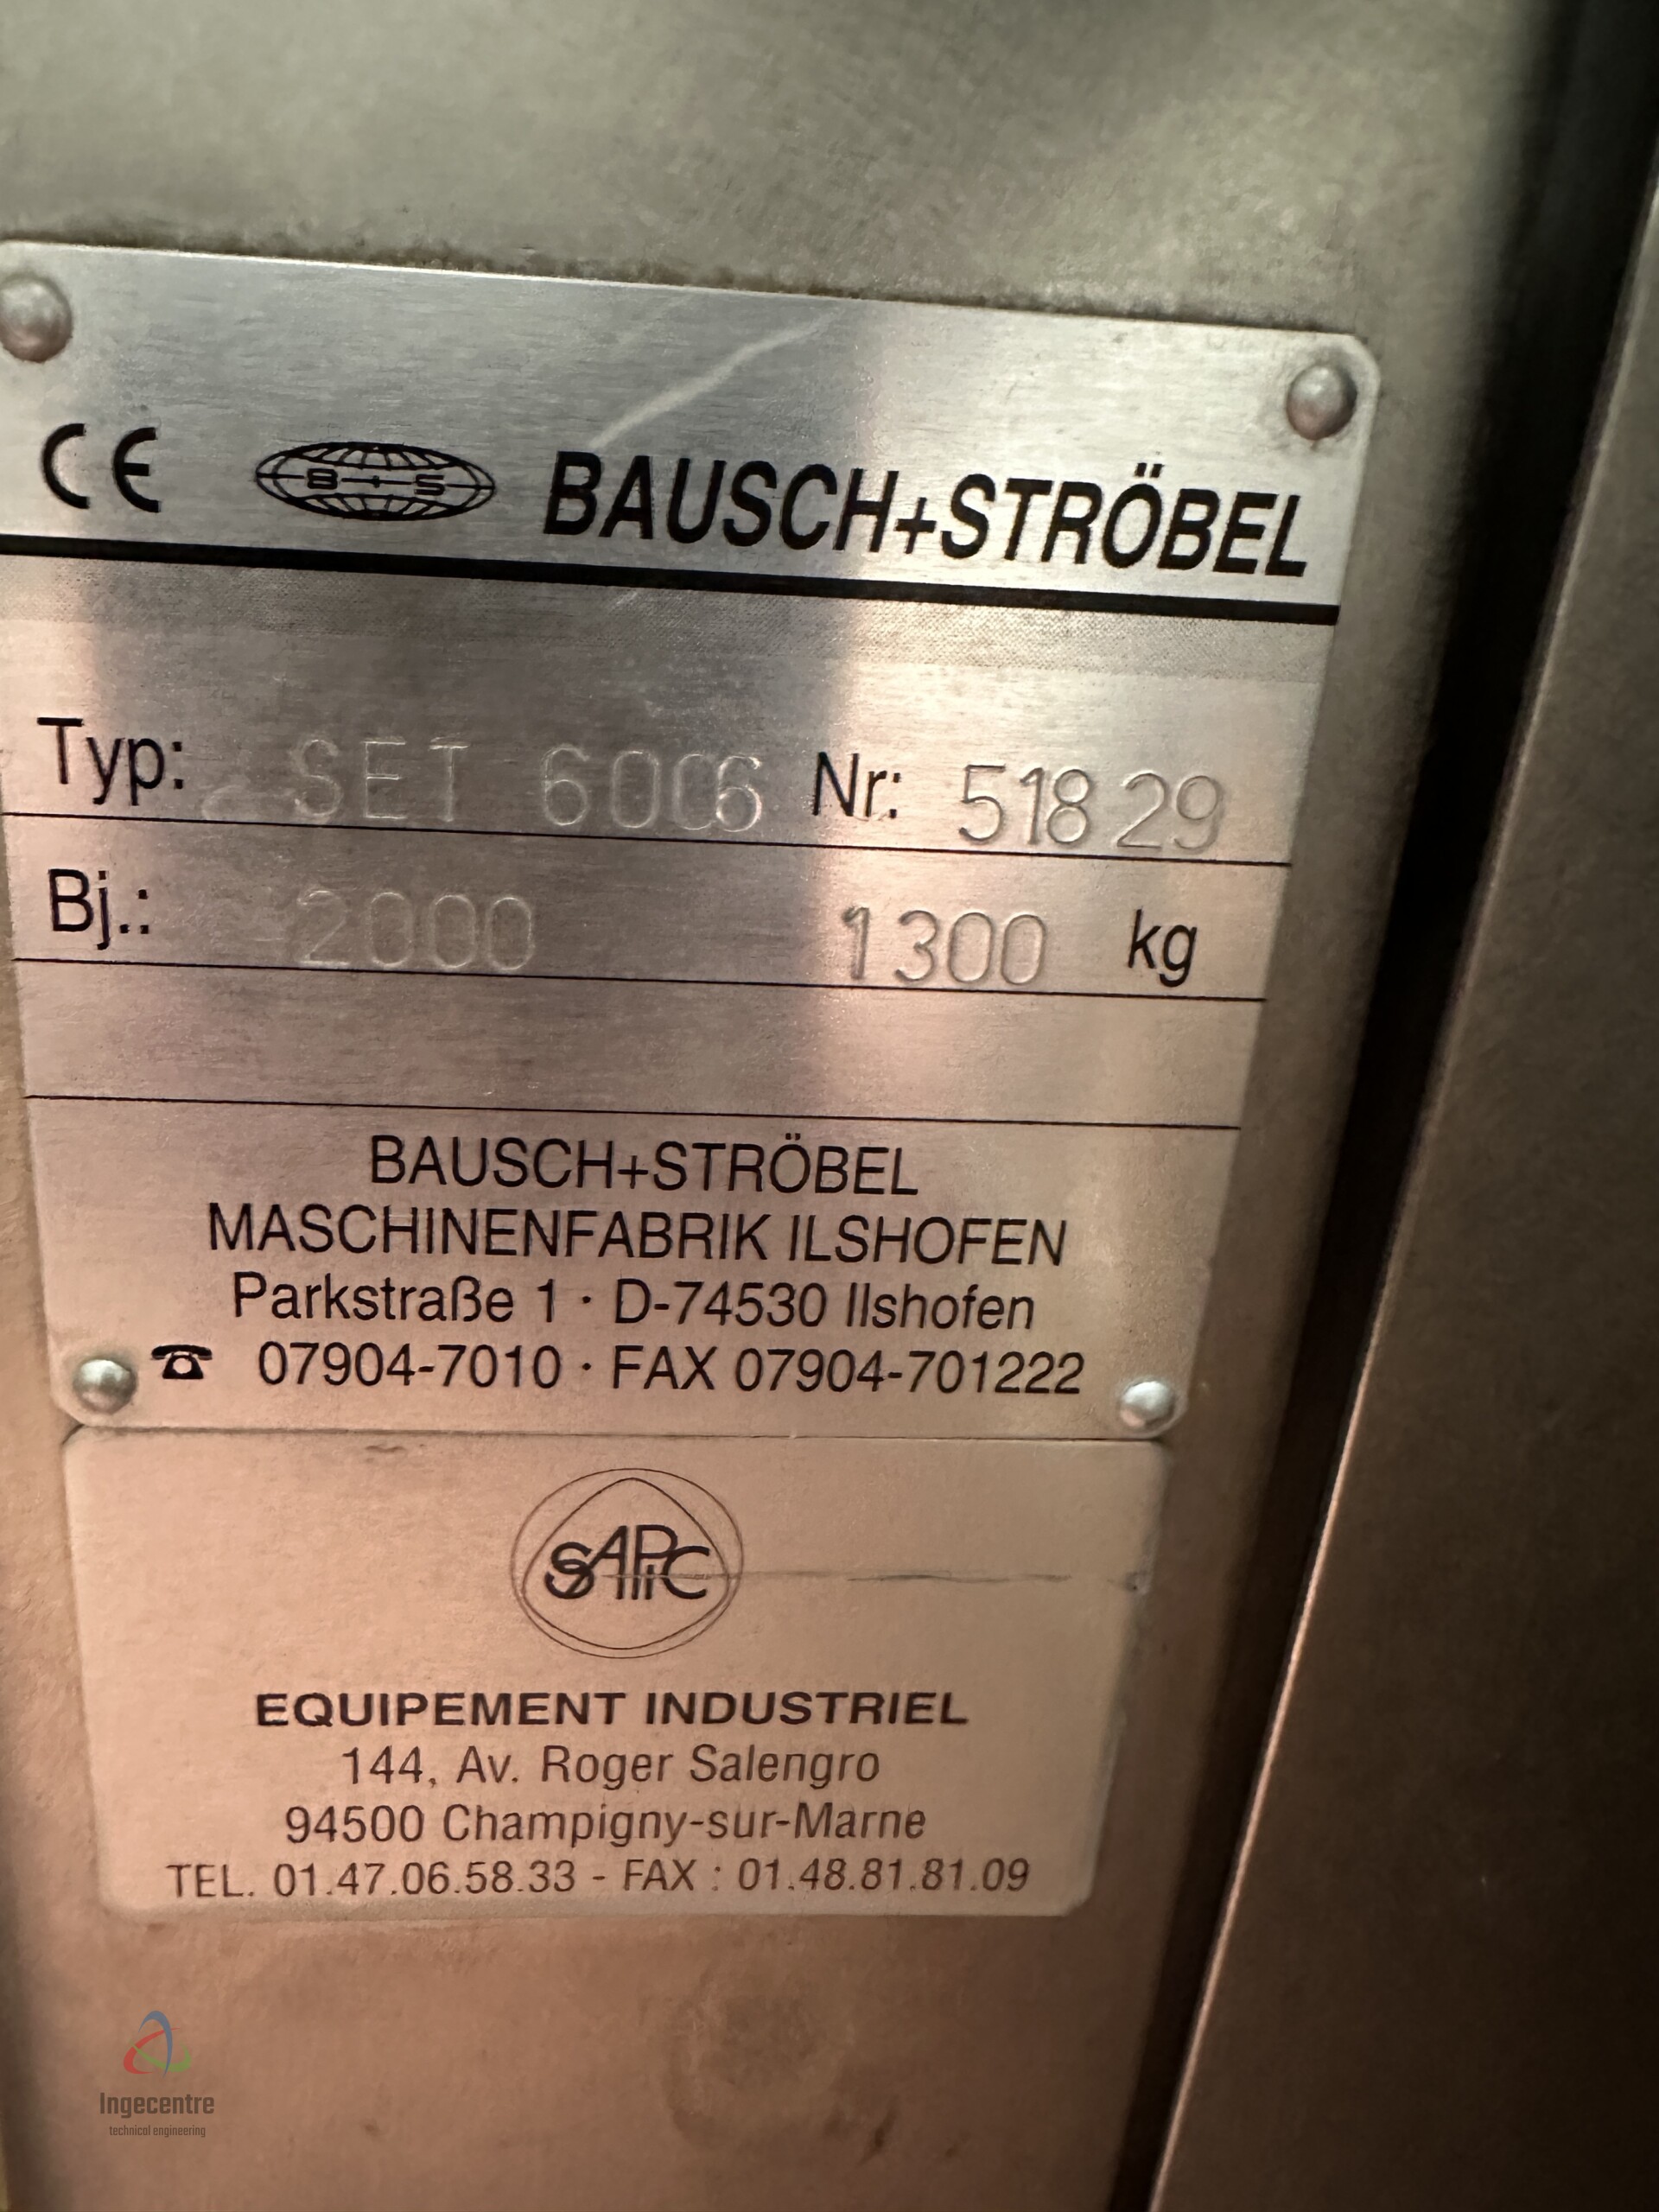 CE B+S BAUSCH+STRÖBEL
Typ: SET 6006 Nr: 51829
Bj.: 2000 1300 kg
BAUSCH+STRÖBEL
MASCHINENFABRIK ILSHOFEN
Parkstraße 1 · D-74530 Ilshofen
☎ 07904-7010 · FAX 07904-701222
SAPIC
EQUIPEMENT INDUSTRIEL
144, Av. Roger Salengro
94500 Champigny-sur-Marne
TEL. 01.47.06.58.33 - FAX : 01.48.81.81.09
Ingecentre
technical engineering